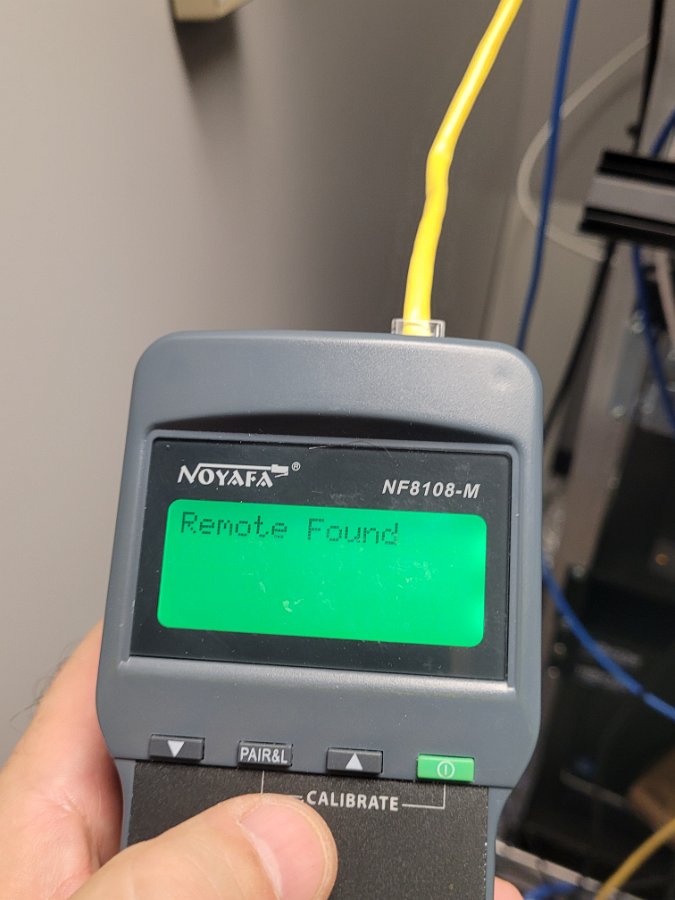 NOYAFA®
NF8108-M
Remote Found
▼ PAIR&L ▲
CALIBRATE